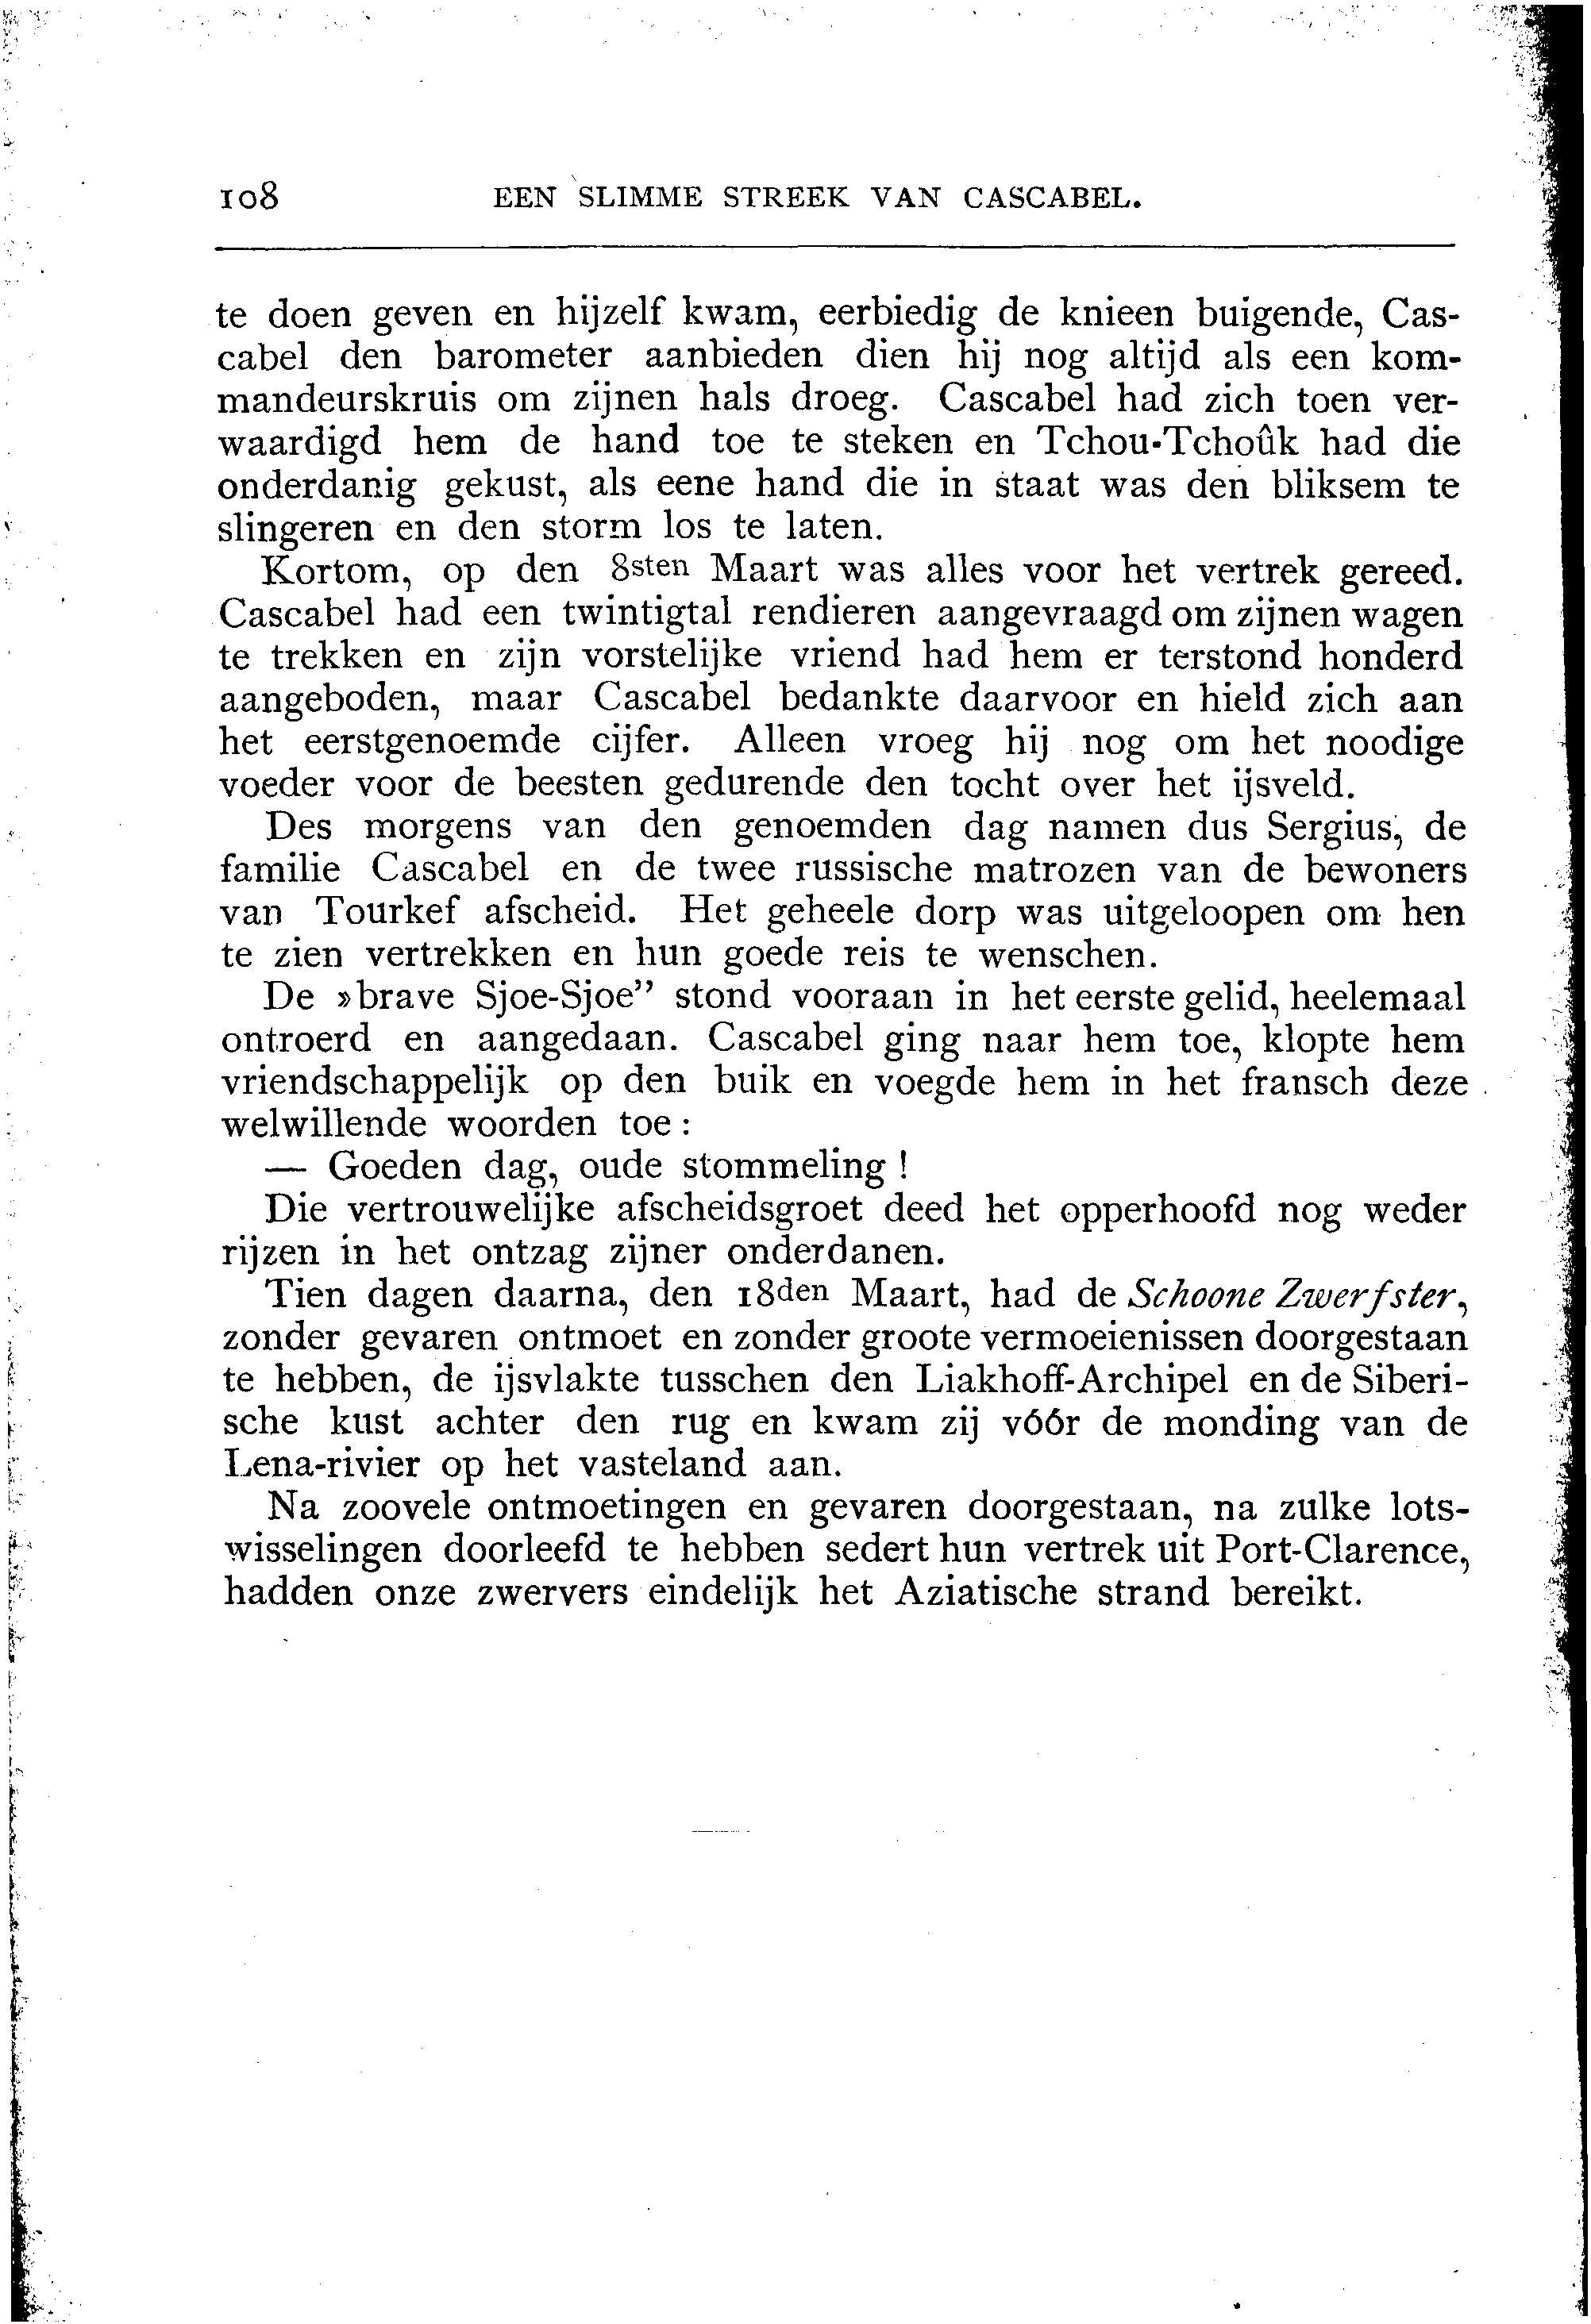 108 EEN SLIMME STREEK VAN CASCABEL.
te doen geven en hijzelf kwam, eerbiedig de knieen buigende, Cas-
cabel den barometer aanbieden dien hij nog altijd als een kom-
mandeurskruis om zijnen hals droeg. Cascabel had zich toen ver-
waardigd hem de hand toe te steken en Tchou-Tchoûk had die
onderdanig gekust, als eene hand die in staat was den bliksem te
slingeren en den storm los te laten.
Kortom, op den 8sten Maart was alles voor het vertrek gereed.
Cascabel had een twintigtal rendieren aangevraagd om zijnen wagen
te trekken en zijn vorstelijke vriend had hem er terstond honderd
aangeboden, maar Cascabel bedankte daarvoor en hield zich aan
het eerstgenoemde cijfer. Alleen vroeg hij nog om het noodige
voeder voor de beesten gedurende den tocht over het ijsveld.
Des morgens van den genoemden dag namen dus Sergius, de
familie Cascabel en de twee russische matrozen van de bewoners
van Tourkef afscheid. Het geheele dorp was uitgeloopen om hen
te zien vertrekken en hun goede reis te wenschen.
De »brave Sjoe-Sjoe” stond vooraan in het eerste gelid, heelemaal
ontroerd en aangedaan. Cascabel ging naar hem toe, klopte hem
vriendschappelijk op den buik en voegde hem in het fransch deze
welwillende woorden toe :
— Goeden dag, oude stommeling !
Die vertrouwelijke afscheidsgroet deed het opperhoofd nog weder
rijzen in het ontzag zijner onderdanen.
Tien dagen daarna, den 18den Maart, had de Schoone Zwerfster,
zonder gevaren ontmoet en zonder groote vermoeienissen doorgestaan
te hebben, de ijsvlakte tusschen den Liakhoff-Archipel en de Siberi-
sche kust achter den rug en kwam zij vóór de monding van de
Lena-rivier op het vasteland aan.
Na zoovele ontmoetingen en gevaren doorgestaan, na zulke lots-
wisselingen doorleefd te hebben sedert hun vertrek uit Port-Clarence,
hadden onze zwervers eindelijk het Aziatische strand bereikt.